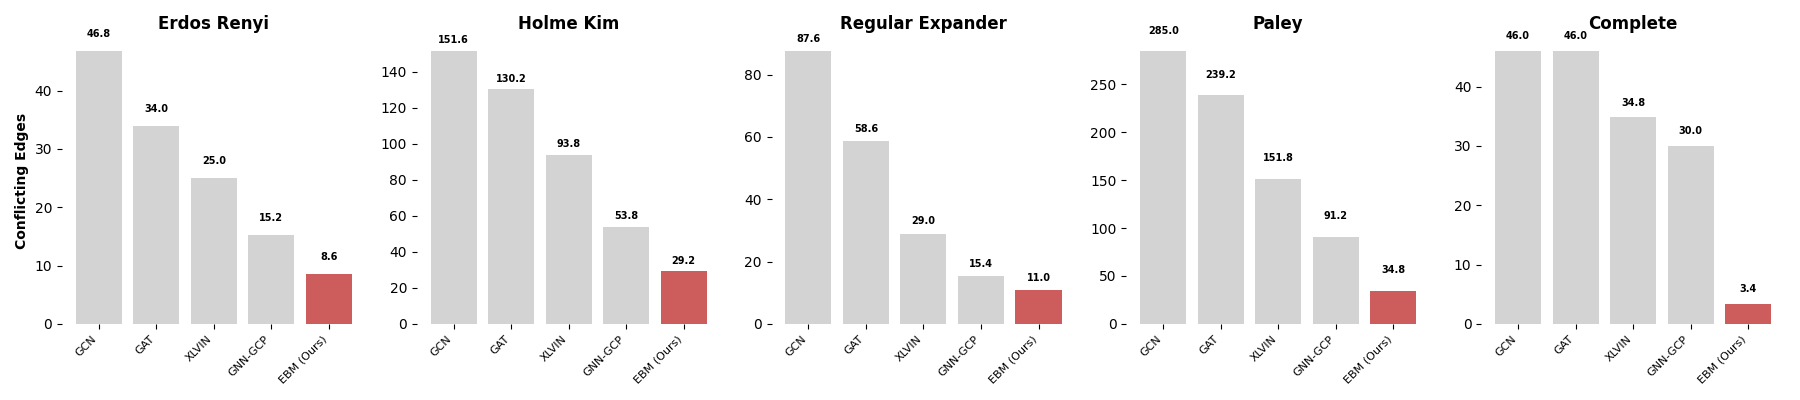 Erdos Renyi
Conflicting Edges
40
30
20
10
0
46.8
34.0
25.0
15.2
8.6
GCN
GAT
XLVIN
GNN-GCP
EBM (Ours)
Holme Kim
140
120
100
80
60
40
20
0
151.6
130.2
93.8
53.8
29.2
GCN
GAT
XLVIN
GNN-GCP
EBM (Ours)
Regular Expander
80
60
40
20
0
87.6
58.6
29.0
15.4
11.0
GCN
GAT
XLVIN
GNN-GCP
EBM (Ours)
Paley
250
200
150
100
50
0
285.0
239.2
151.8
91.2
34.8
GCN
GAT
XLVIN
GNN-GCP
EBM (Ours)
Complete
40
30
20
10
0
46.0
46.0
34.8
30.0
3.4
GCN
GAT
XLVIN
GNN-GCP
EBM (Ours)